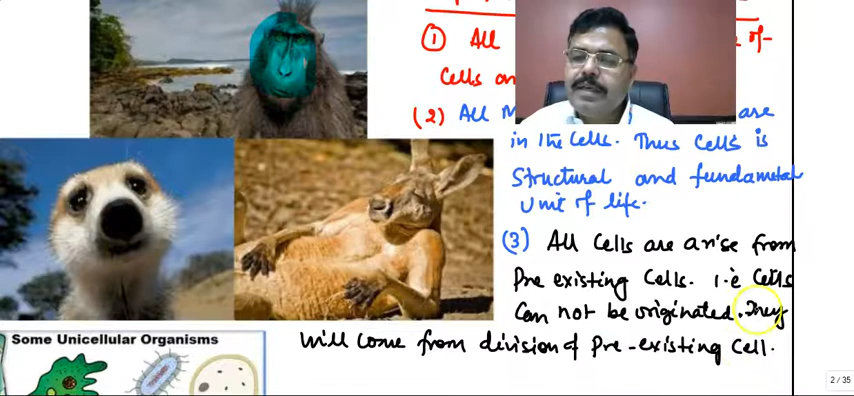 (1) All of-
Cells an
(2) All M are
in the Cells. Thus Cells is
Structural and fundametal
Unit of life.
(3) All Cells are arise from
Pre existing Cells. i.e Cells
Can not be originated. They
will come from division of Pre-existing Cell.
Some Unicellular Organisms
2 / 35